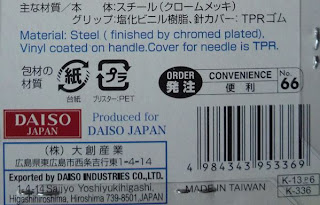 主な材質／本　体：スチール（クロームメッキ）
グリップ：塩化ビニル樹脂、針カバー：TPRゴム
Material: Steel ( finished by chromed plated),
Vinyl coated on handle.Cover for needle is TPR.
包材の材質 紙 台紙 プラ ブリスター:PET
ORDER 発注 CONVENIENCE 便利 No. 66
DAISO JAPAN
Produced for DAISO JAPAN
(株)大創産業
広島県東広島市西条吉行東1-4-14
Exported by DAISO INDUSTRIES CO.,LTD.
1-4-14 Saijyo Yoshiyukihigashi,
Higashihiroshima, Hiroshima 739-8501,JAPAN
4 984343 953369
MADE IN TAIWAN
K-336